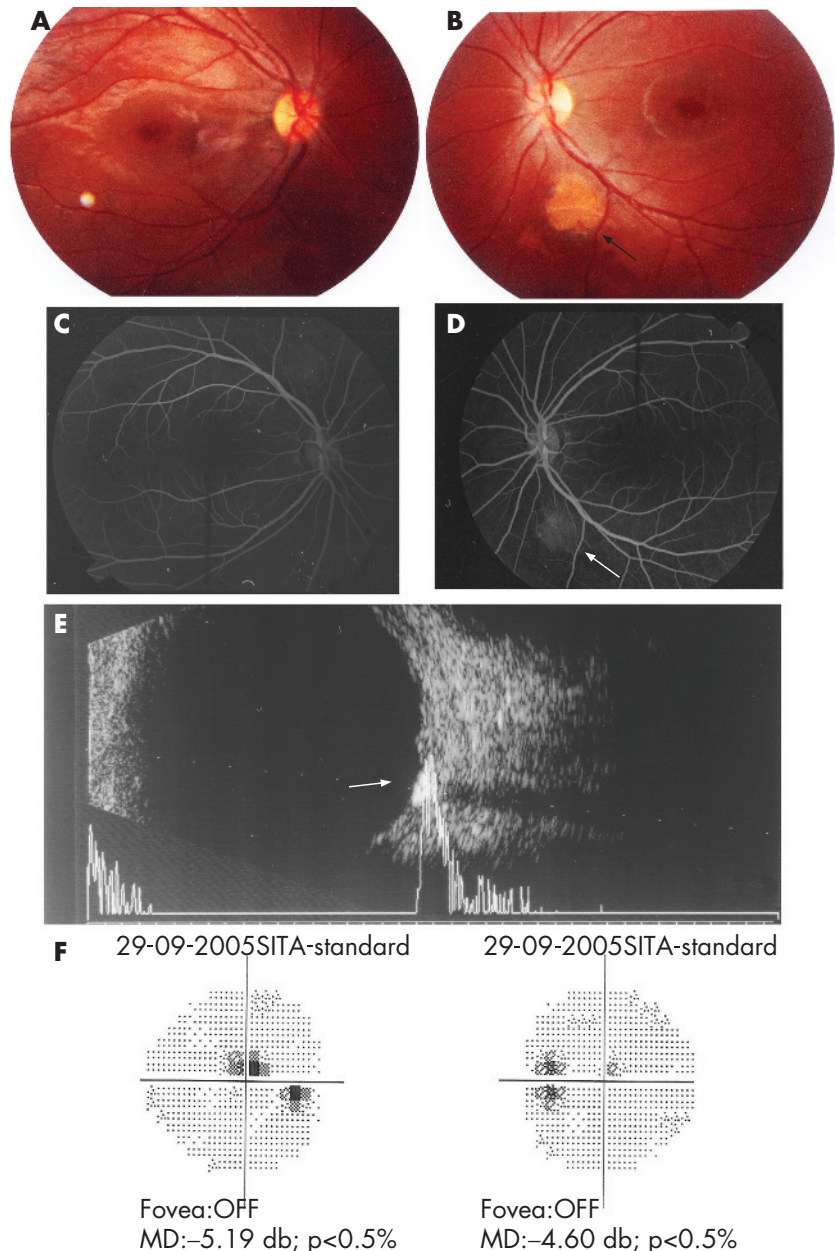 A
B
C
D
E
F
29-09-2005SITA-standard
29-09-2005SITA-standard
Fovea:OFF
MD:–5.19 db; p<0.5%
Fovea:OFF
MD:–4.60 db; p<0.5%